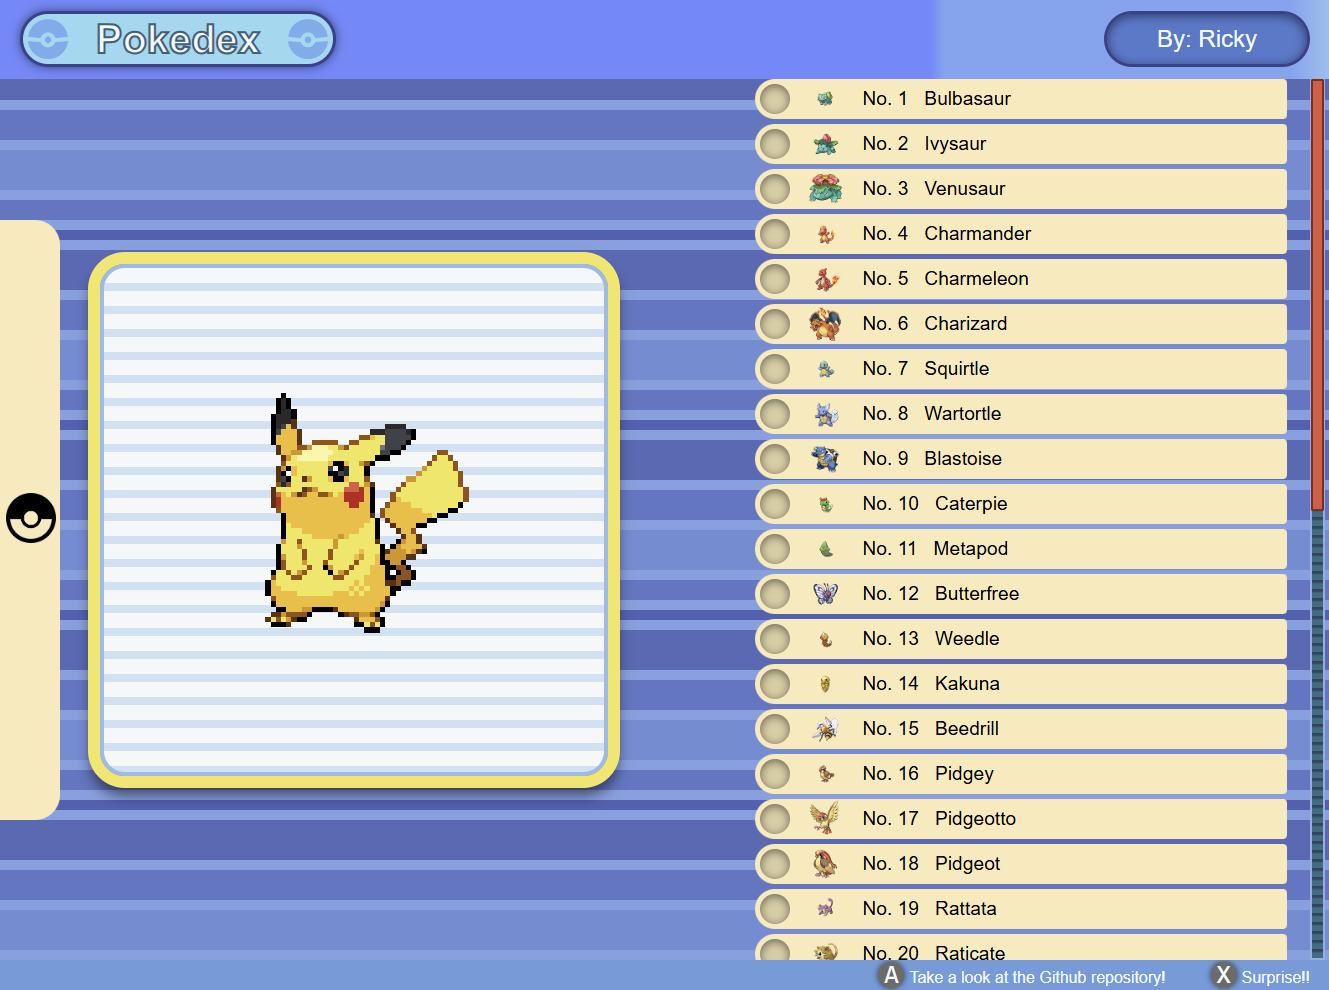 Pokedex
By: Ricky
No. 1 Bulbasaur
No. 2 Ivysaur
No. 3 Venusaur
No. 4 Charmander
No. 5 Charmeleon
No. 6 Charizard
No. 7 Squirtle
No. 8 Wartortle
No. 9 Blastoise
No. 10 Caterpie
No. 11 Metapod
No. 12 Butterfree
No. 13 Weedle
No. 14 Kakuna
No. 15 Beedrill
No. 16 Pidgey
No. 17 Pidgeotto
No. 18 Pidgeot
No. 19 Rattata
No. 20 Raticate
A Take a look at the Github repository! X Surprise!!